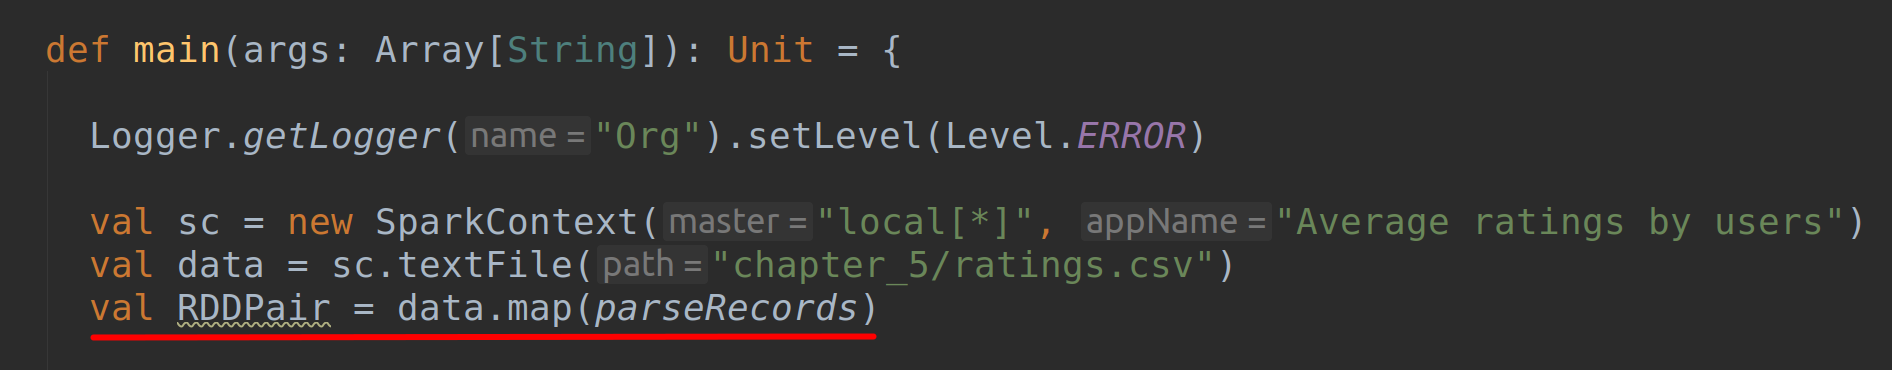 def main(args: Array[String]): Unit = {
Logger.getLogger( name = "Org").setLevel(Level.ERROR)
val sc = new SparkContext( master = "local[*]", appName = "Average ratings by users")
val data = sc.textFile( path = "chapter_5/ratings.csv")
val RDDPair = data.map(parseRecords)